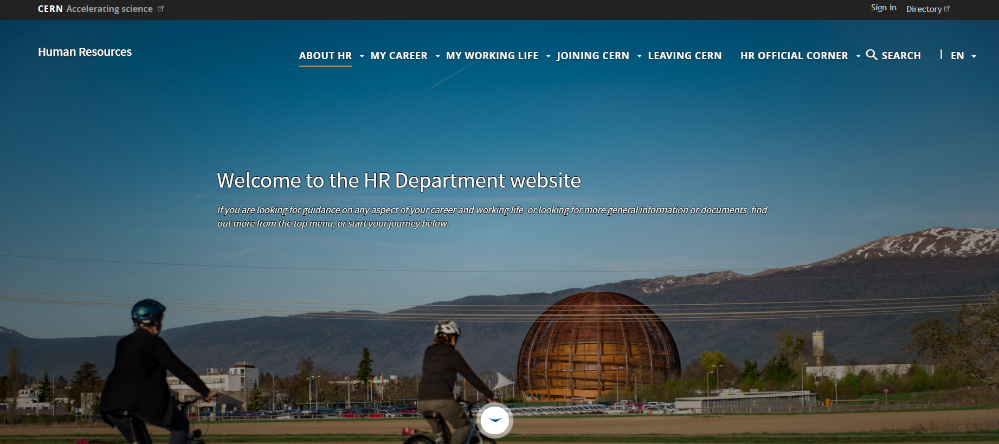 CERN Accelerating science
Sign in
Directory
Human Resources
ABOUT HR
MY CAREER
MY WORKING LIFE
JOINING CERN
LEAVING CERN
HR OFFICIAL CORNER
SEARCH
EN
Welcome to the HR Department website
If you are looking for guidance on any aspect of your career and working life, or looking for more general information or documents, find
out more from the top menu, or start your journey below.